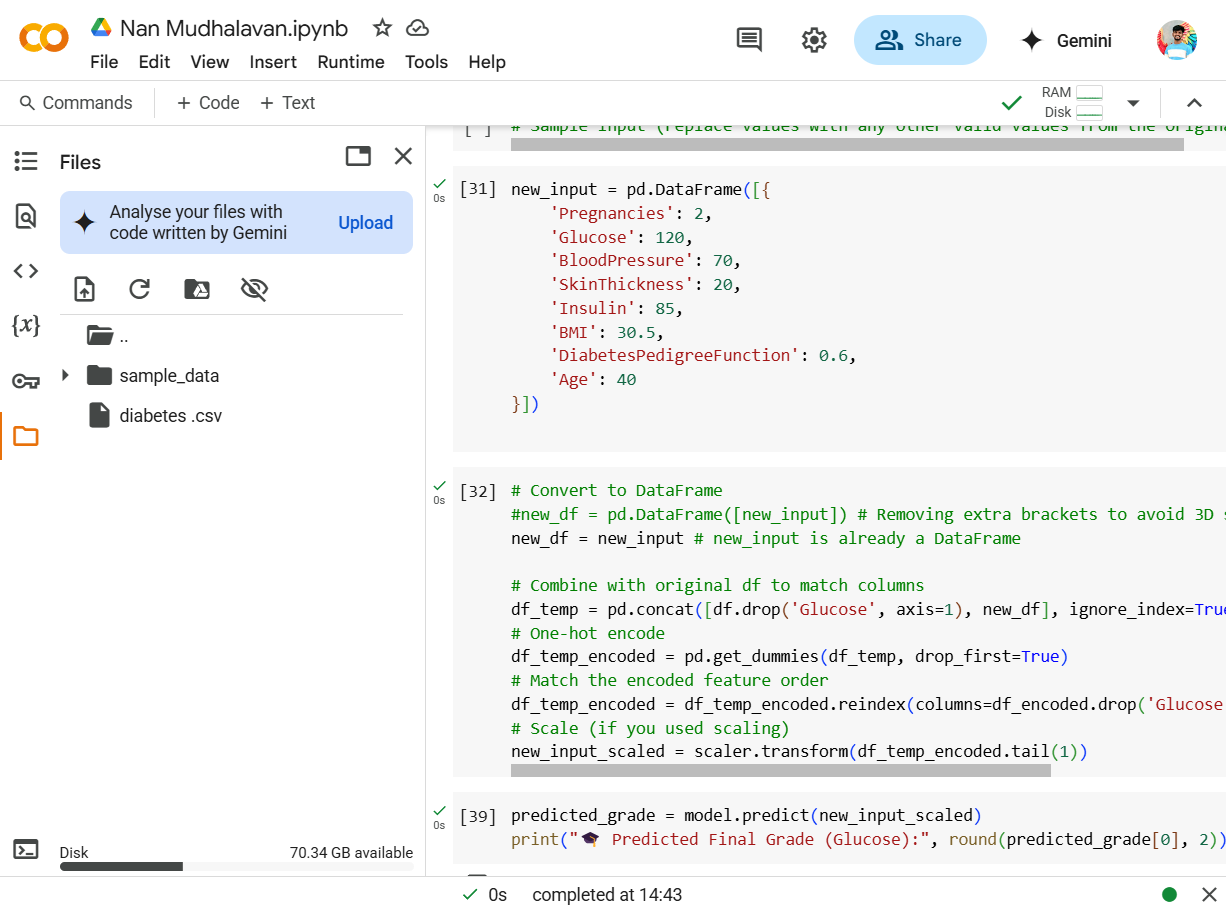 Nan Mudhalavan.ipynb
File Edit View Insert Runtime Tools Help
Share
Gemini
Commands
+ Code + Text
RAM
Disk
Files
Analyse your files with
code written by Gemini
Upload
{x}
..
sample_data
diabetes .csv
Disk
70.34 GB available
[ ] # Sample input (replace values with any other valid values from the origina
0s
[31] new_input = pd.DataFrame([{
'Pregnancies': 2,
'Glucose': 120,
'BloodPressure': 70,
'SkinThickness': 20,
'Insulin': 85,
'BMI': 30.5,
'DiabetesPedigreeFunction': 0.6,
'Age': 40
}])
0s
[32] # Convert to DataFrame
#new_df = pd.DataFrame([new_input]) # Removing extra brackets to avoid 3D s
new_df = new_input # new_input is already a DataFrame
# Combine with original df to match columns
df_temp = pd.concat([df.drop('Glucose', axis=1), new_df], ignore_index=True
# One-hot encode
df_temp_encoded = pd.get_dummies(df_temp, drop_first=True)
# Match the encoded feature order
df_temp_encoded = df_temp_encoded.reindex(columns=df_encoded.drop('Glucose
# Scale (if you used scaling)
new_input_scaled = scaler.transform(df_temp_encoded.tail(1))
0s
[39] predicted_grade = model.predict(new_input_scaled)
print("🎓 Predicted Final Grade (Glucose):", round(predicted_grade[0], 2))
0s completed at 14:43